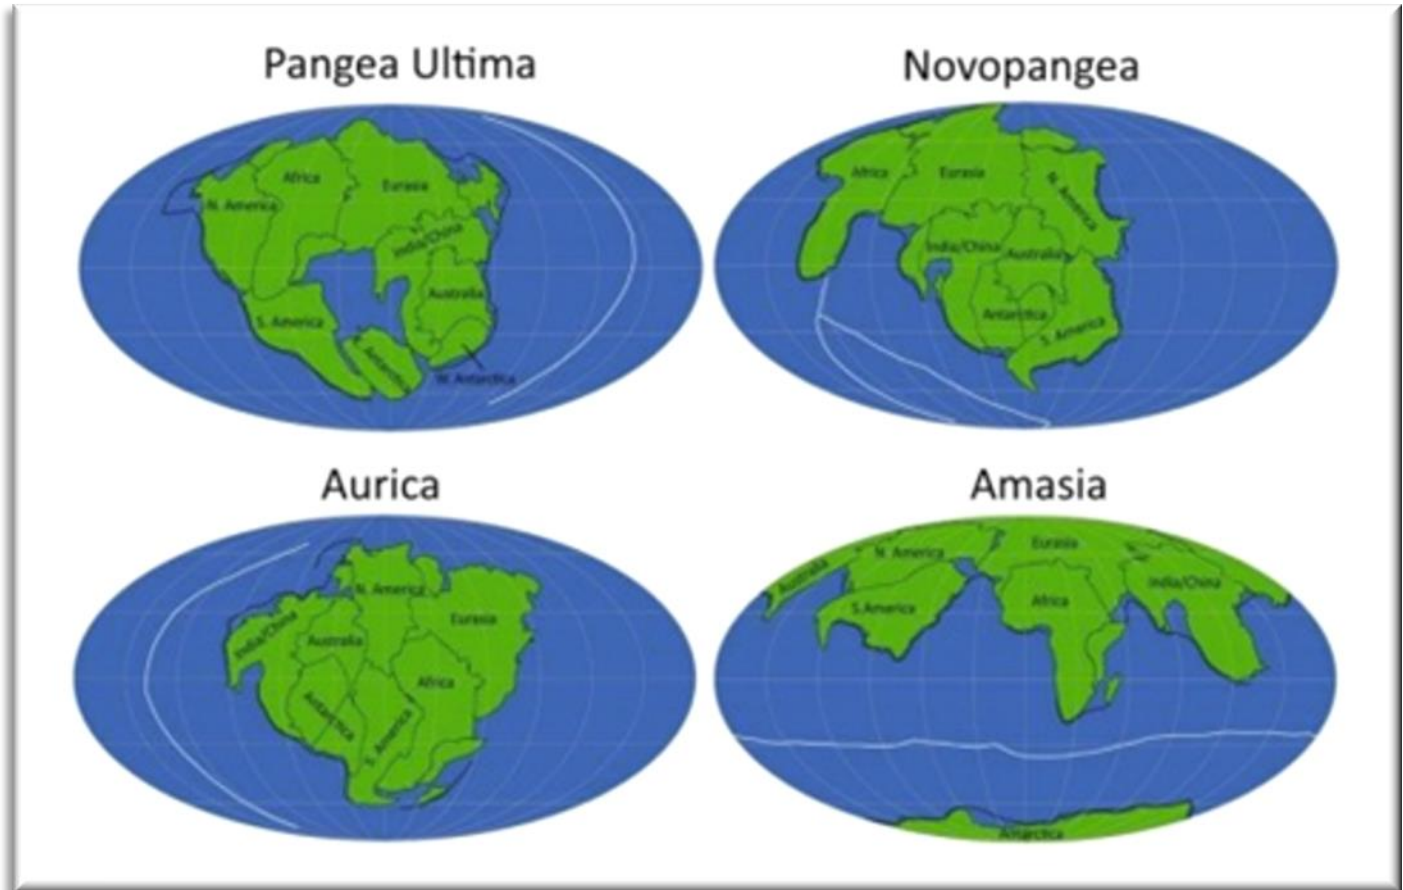 Pangea Ultima
Africa
Eurasia
N. America
India/China
Australia
S. America
Antarctica
W. Antarctica
Novopangea
Africa
Eurasia
N. America
India/China
Australia
Antarctica
S. America
Aurica
N. America
Eurasia
India/China
Australia
Africa
Antarctica
S. America
Amasia
Eurasia
N. America
Australia
India/China
S.America
Africa
Antarctica